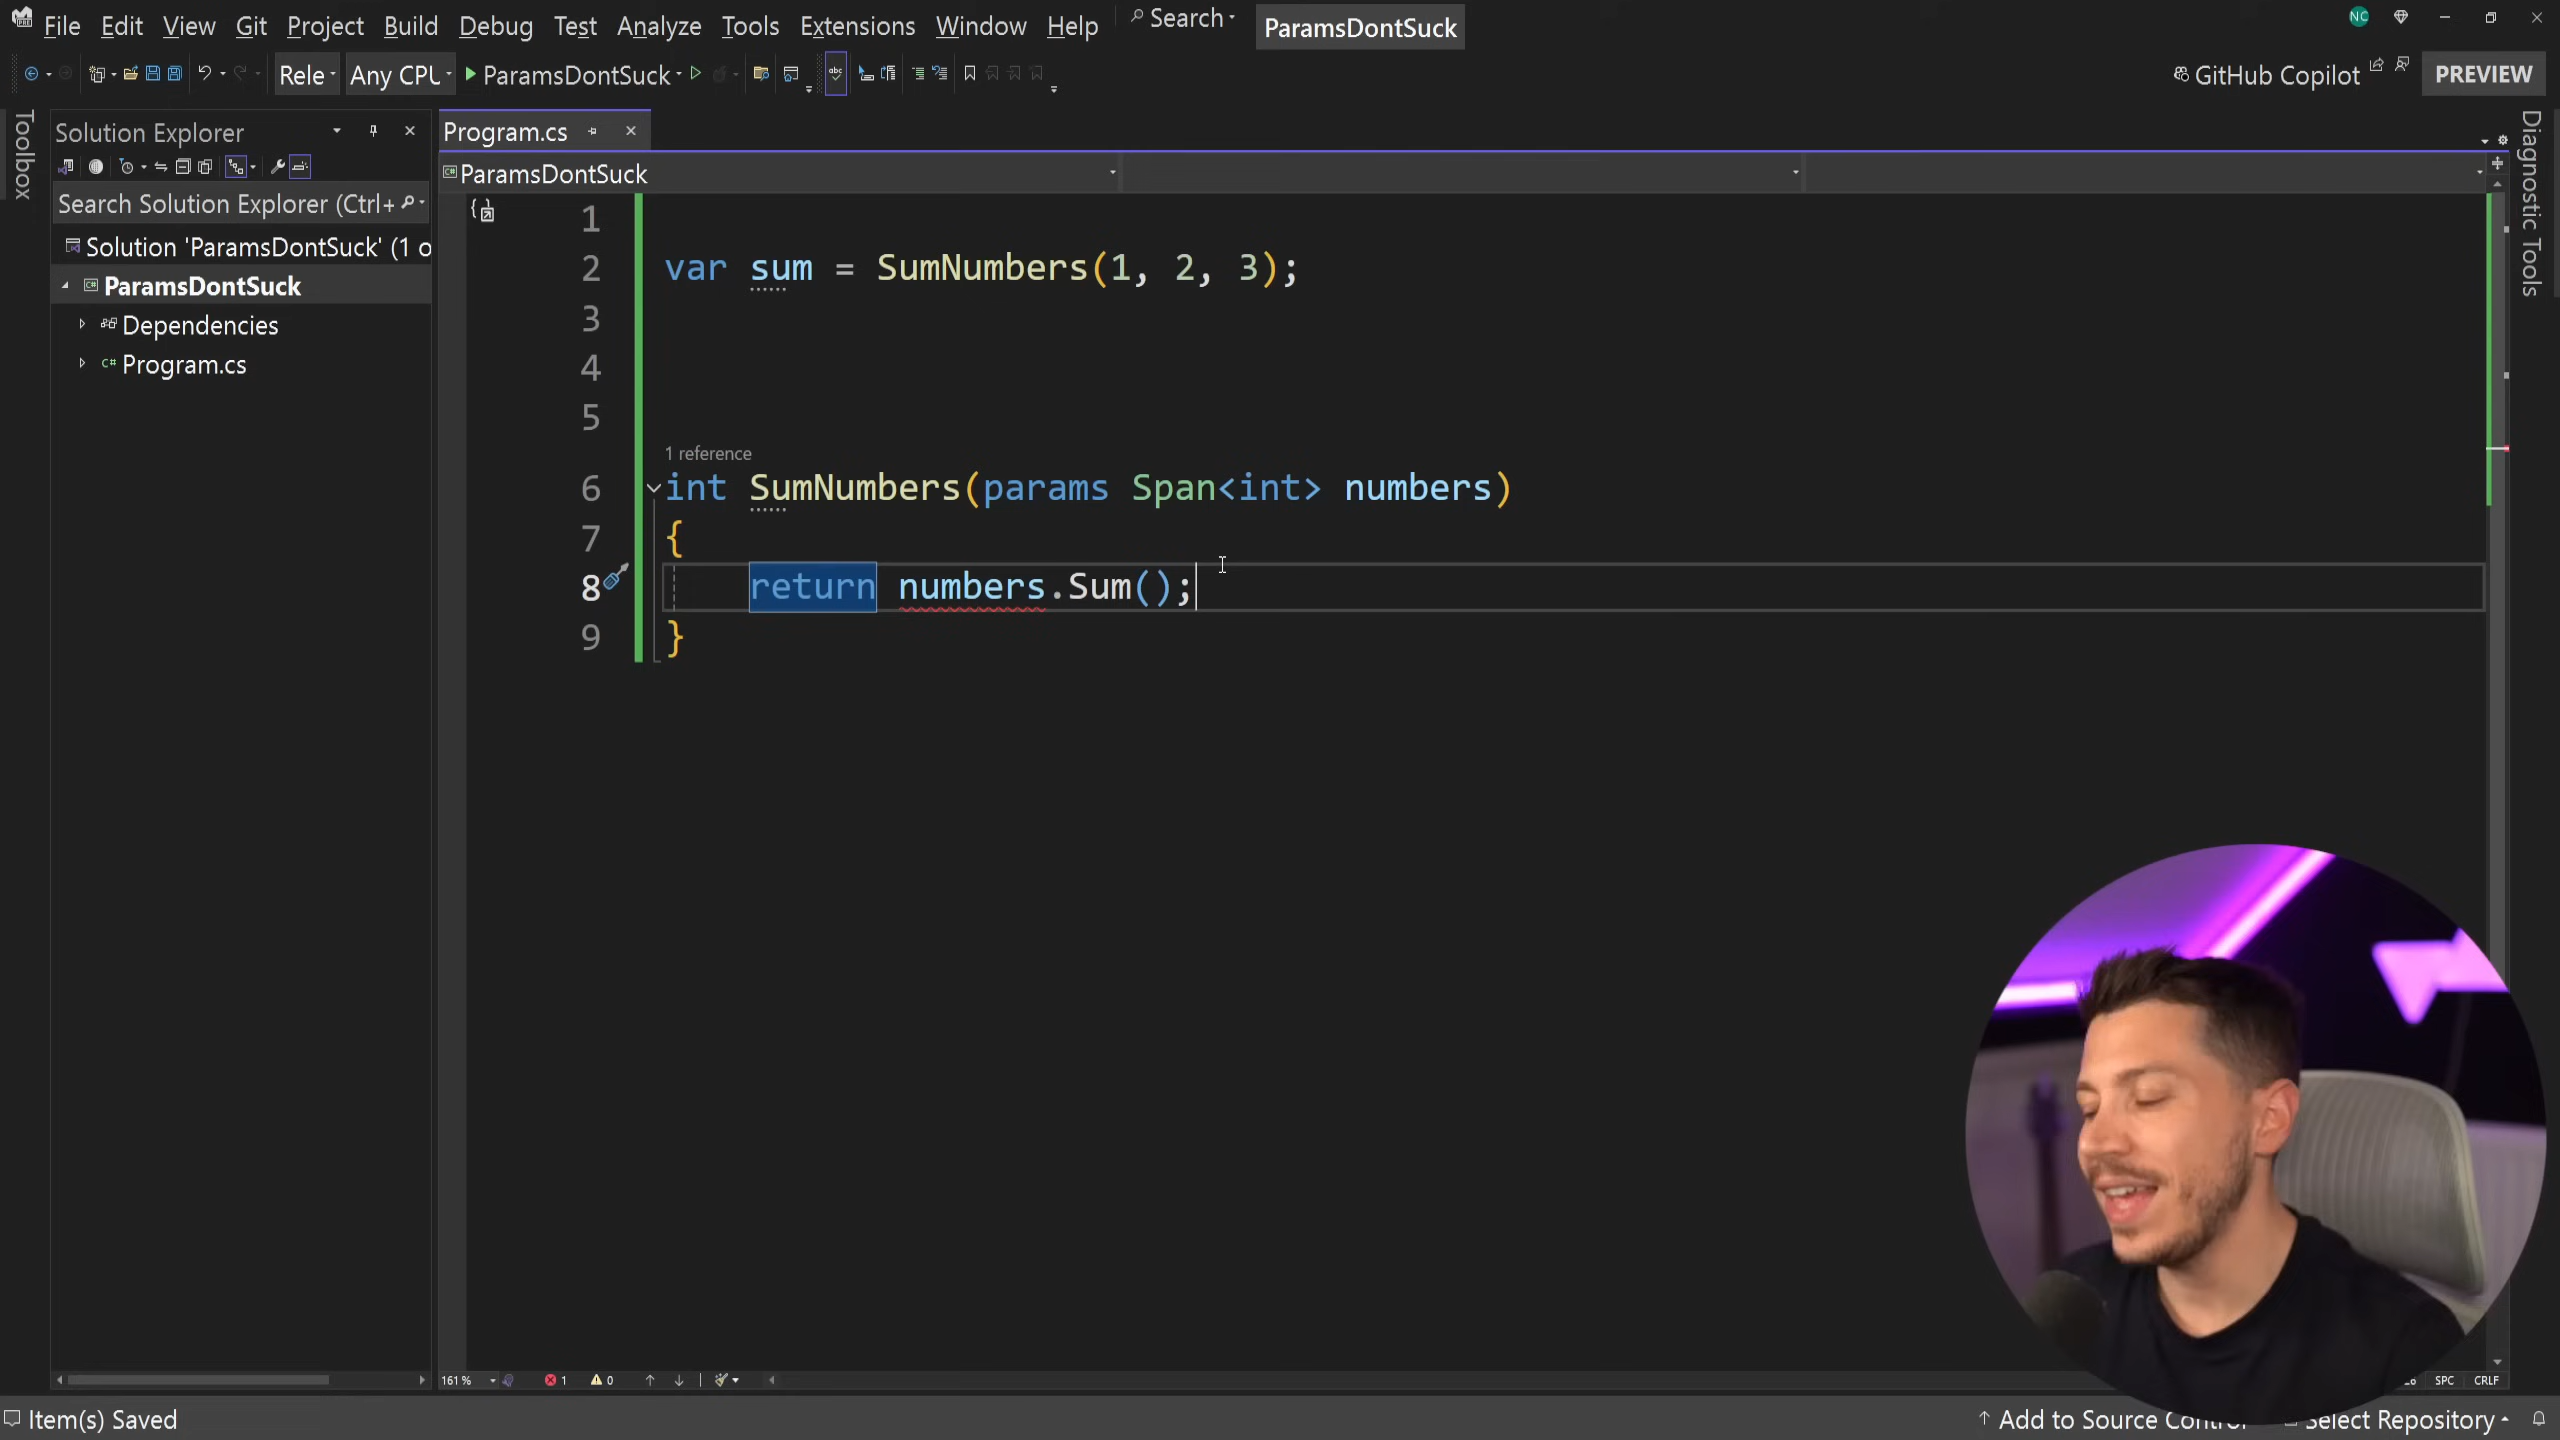 File Edit View Git Project Build Debug Test Analyze Tools Extensions Window Help Search ParamsDontSuck
Rele Any CPU ParamsDontSuck GitHub Copilot PREVIEW
Toolbox
Solution Explorer
Search Solution Explorer (Ctrl+
Solution 'ParamsDontSuck' (1 o
ParamsDontSuck
Dependencies
C# Program.cs
Program.cs
ParamsDontSuck
1
2 var sum = SumNumbers(1, 2, 3);
3
4
5
1 reference
6 int SumNumbers(params Span<int> numbers)
7 {
8 return numbers.Sum();
9 }
Diagnostic Tools
161 % 1 0 SPC CRLF
Item(s) Saved Add to Source Control Select Repository
NC